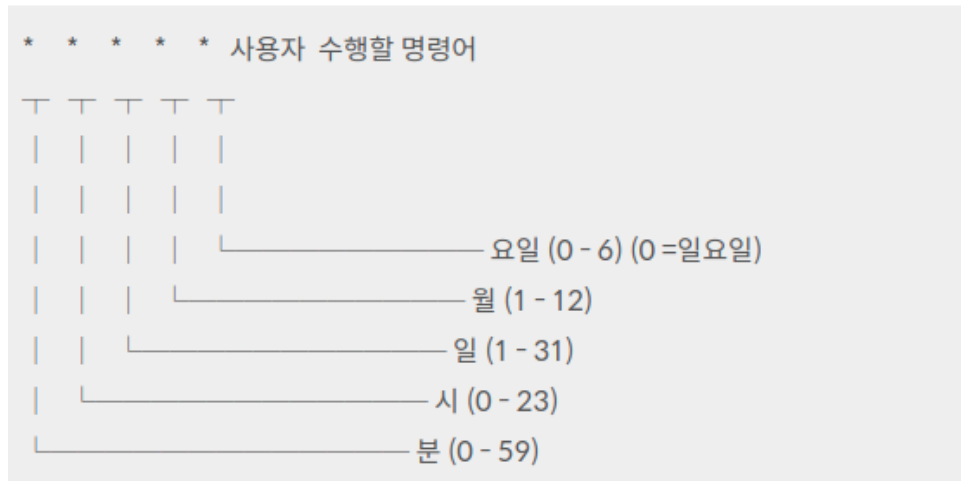 * * * * * 사용자 수행할 명령어
요일 (0 - 6) (0 =일요일)
월 (1 - 12)
일 (1 - 31)
시 (0 - 23)
분 (0 - 59)